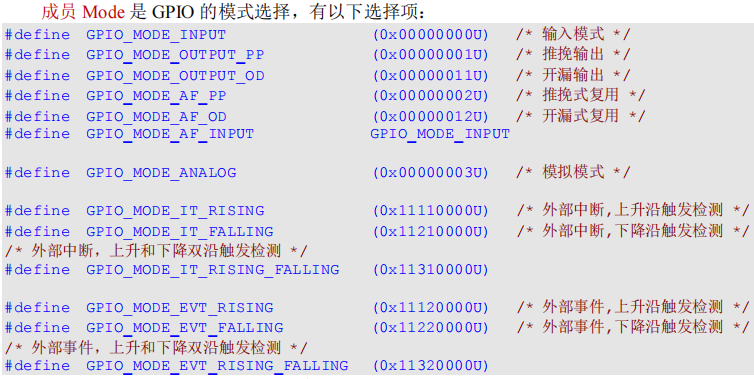 成员 Mode 是 GPIO 的模式选择，有以下选择项：
#define GPIO_MODE_INPUT (0x00000000U) /* 输入模式 */
#define GPIO_MODE_OUTPUT_PP (0x00000001U) /* 推挽输出 */
#define GPIO_MODE_OUTPUT_OD (0x00000011U) /* 开漏输出 */
#define GPIO_MODE_AF_PP (0x00000002U) /* 推挽式复用 */
#define GPIO_MODE_AF_OD (0x00000012U) /* 开漏式复用 */
#define GPIO_MODE_AF_INPUT GPIO_MODE_INPUT
#define GPIO_MODE_ANALOG (0x00000003U) /* 模拟模式 */
#define GPIO_MODE_IT_RISING (0x11110000U) /* 外部中断,上升沿触发检测 */
#define GPIO_MODE_IT_FALLING (0x11210000U) /* 外部中断,下降沿触发检测 */
/* 外部中断，上升和下降双沿触发检测 */
#define GPIO_MODE_IT_RISING_FALLING (0x11310000U)
#define GPIO_MODE_EVT_RISING (0x11120000U) /* 外部事件,上升沿触发检测 */
#define GPIO_MODE_EVT_FALLING (0x11220000U) /* 外部事件,下降沿触发检测 */
/* 外部事件，上升和下降双沿触发检测 */
#define GPIO_MODE_EVT_RISING_FALLING (0x11320000U)